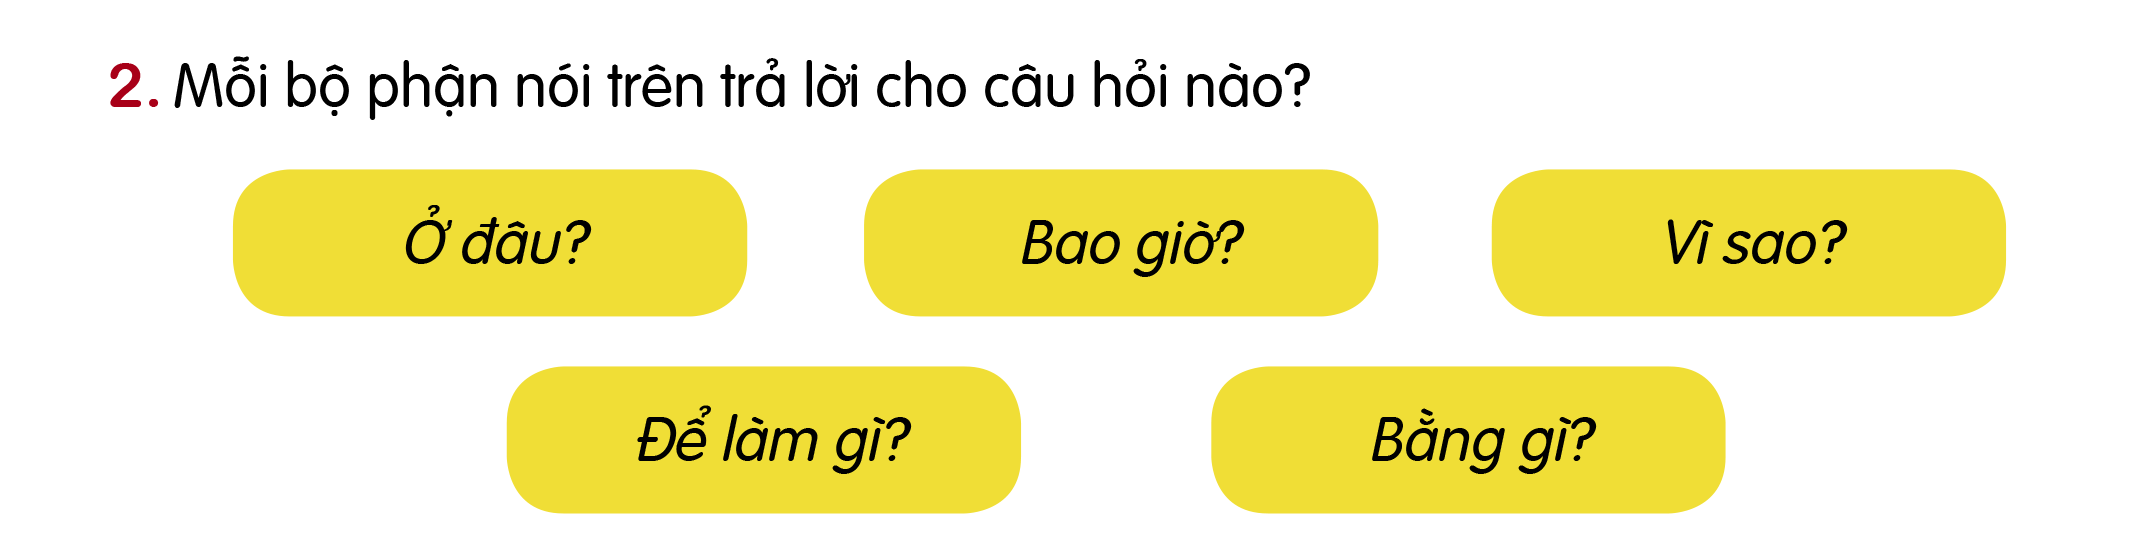 2. Mỗi bộ phận nói trên trả lời cho câu hỏi nào?
Ở đâu? Bao giờ? Vì sao?
Để làm gì? Bằng gì?